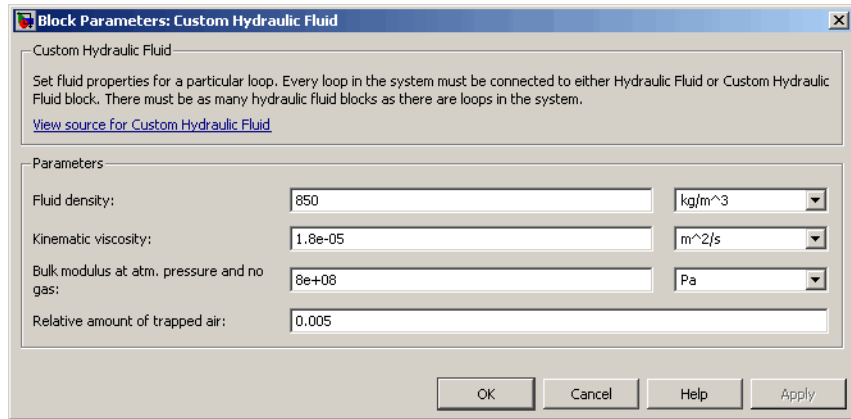 Block Parameters: Custom Hydraulic Fluid
Custom Hydraulic Fluid
Set fluid properties for a particular loop. Every loop in the system must be connected to either Hydraulic Fluid or Custom Hydraulic
Fluid block. There must be as many hydraulic fluid blocks as there are loops in the system.
View source for Custom Hydraulic Fluid
Parameters
Fluid density: 850 kg/m^3
Kinematic viscosity: 1.8e-05 m^2/s
Bulk modulus at atm. pressure and no
gas: 8e+08 Pa
Relative amount of trapped air: 0.005
OK Cancel Help Apply